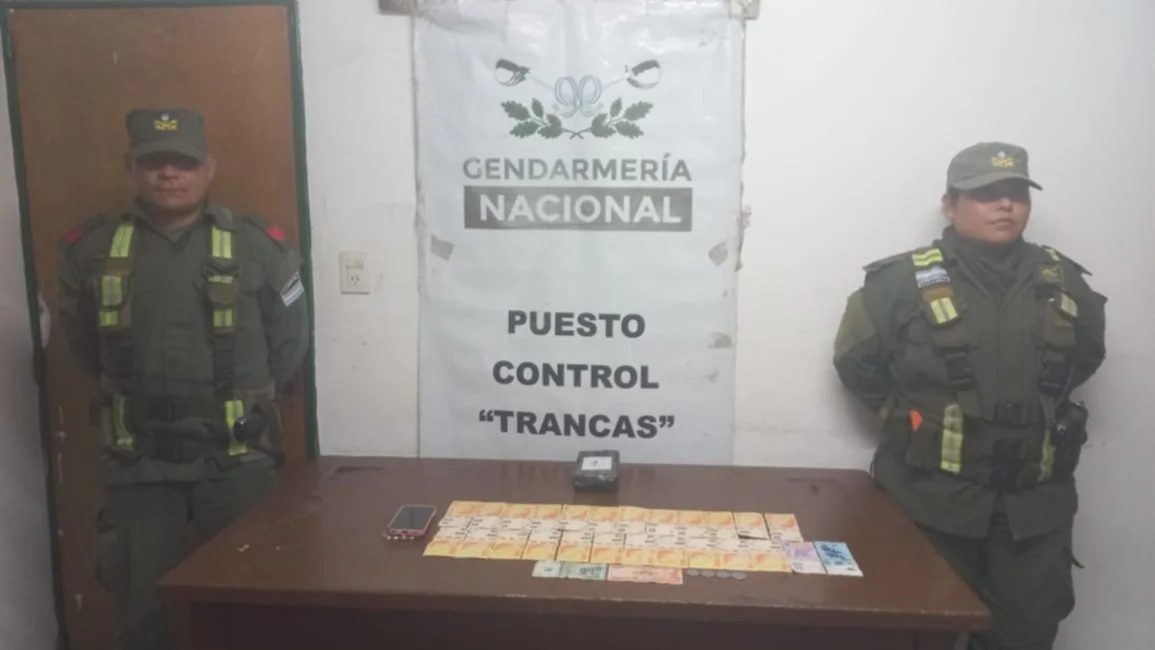 GENDARMERÍA
NACIONAL
PUESTO
CONTROL
“TRANCAS”